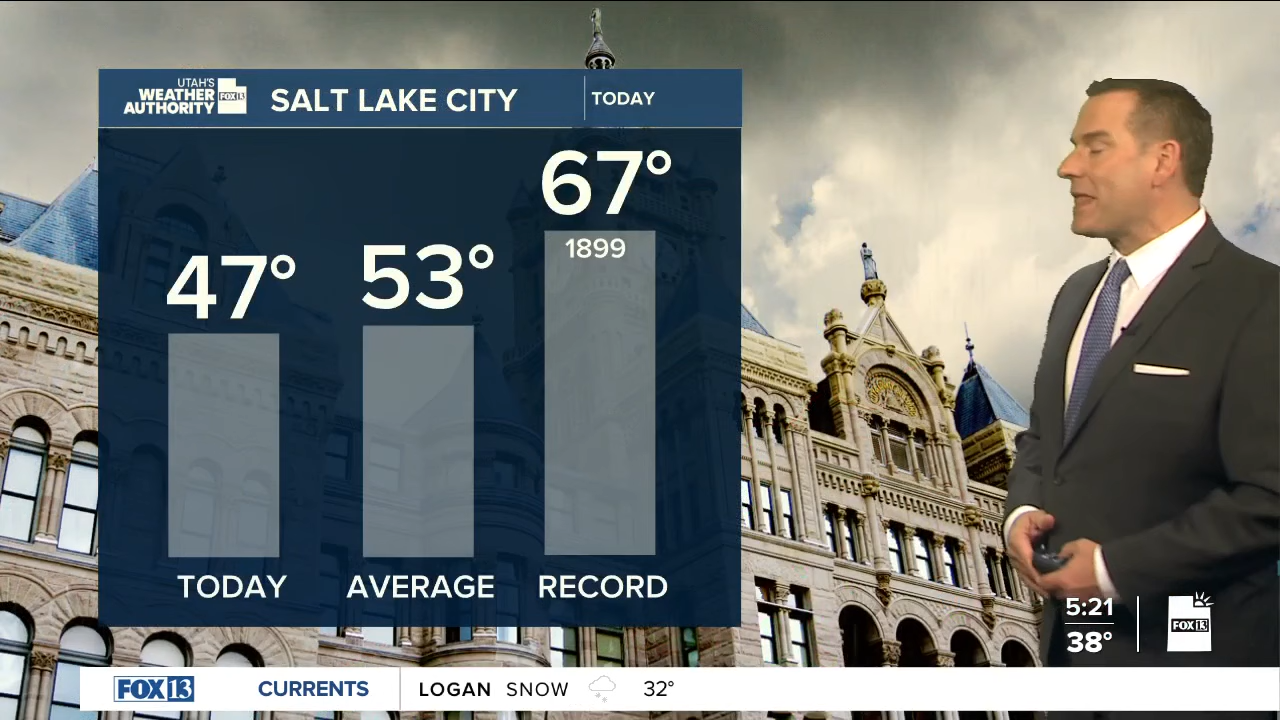 UTAH'S
WEATHER
AUTHORITY
FOX 13
SALT LAKE CITY
TODAY
47°
53°
67°
1899
TODAY
AVERAGE
RECORD
5:21
38°
FOX 13
FOX 13
CURRENTS
LOGAN SNOW 32°